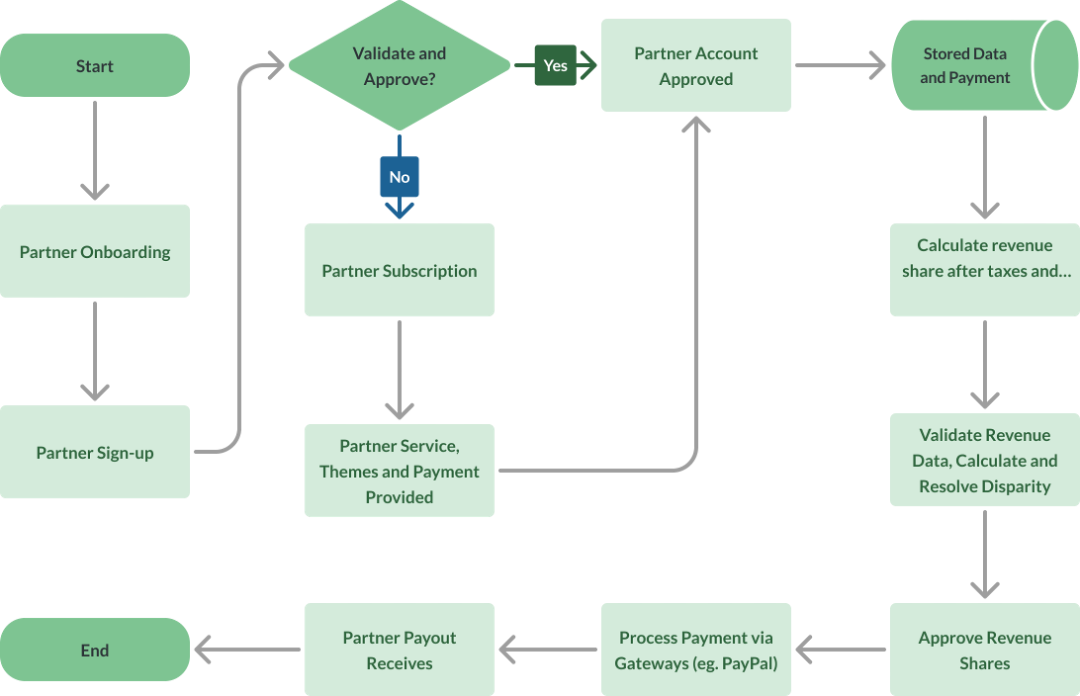 Start
Partner Onboarding
Partner Sign-up
Validate and
Approve?
Yes
No
Partner Account
Approved
Partner Subscription
Partner Service,
Themes and Payment
Provided
Stored Data
and Payment
Calculate revenue
share after taxes and...
Validate Revenue
Data, Calculate and
Resolve Disparity
Approve Revenue
Shares
Process Payment via
Gateways (eg. PayPal)
Partner Payout
Receives
End